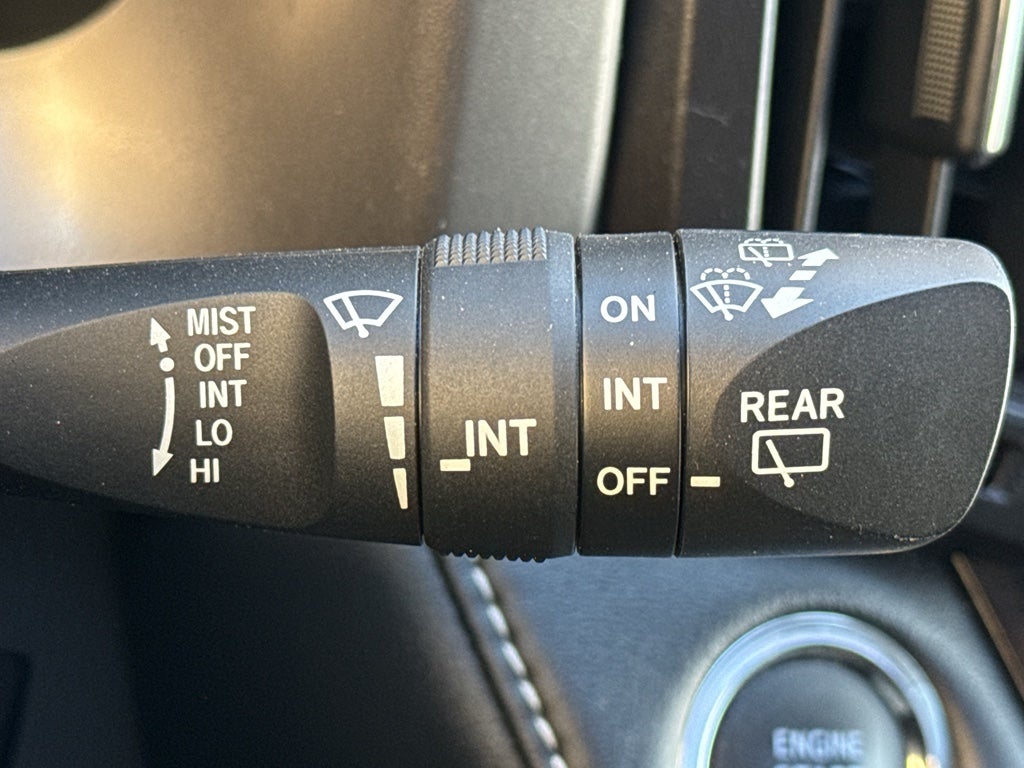 MIST
OFF
INT
LO
HI
INT
ON
INT
OFF
REAR
ENGINE